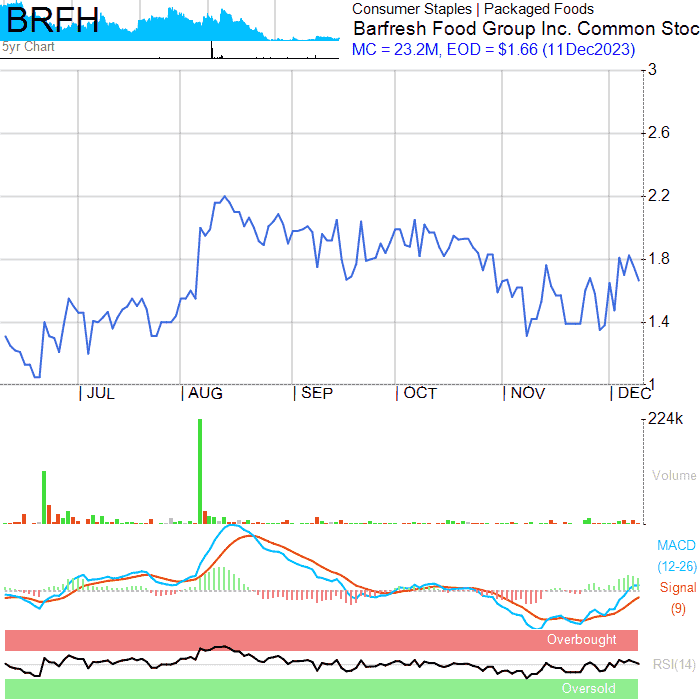 BRFH
5yr Chart
Consumer Staples | Packaged Foods
Barfresh Food Group Inc. Common Stoc
MC = 23.2M, EOD = $1.66 (11Dec2023)
3
2.6
2.2
1.8
1.4
1
JUL AUG SEP OCT NOV DEC
224k
Volume
MACD
(12-26)
Signal
(9)
Overbought
RSI(14)
Oversold